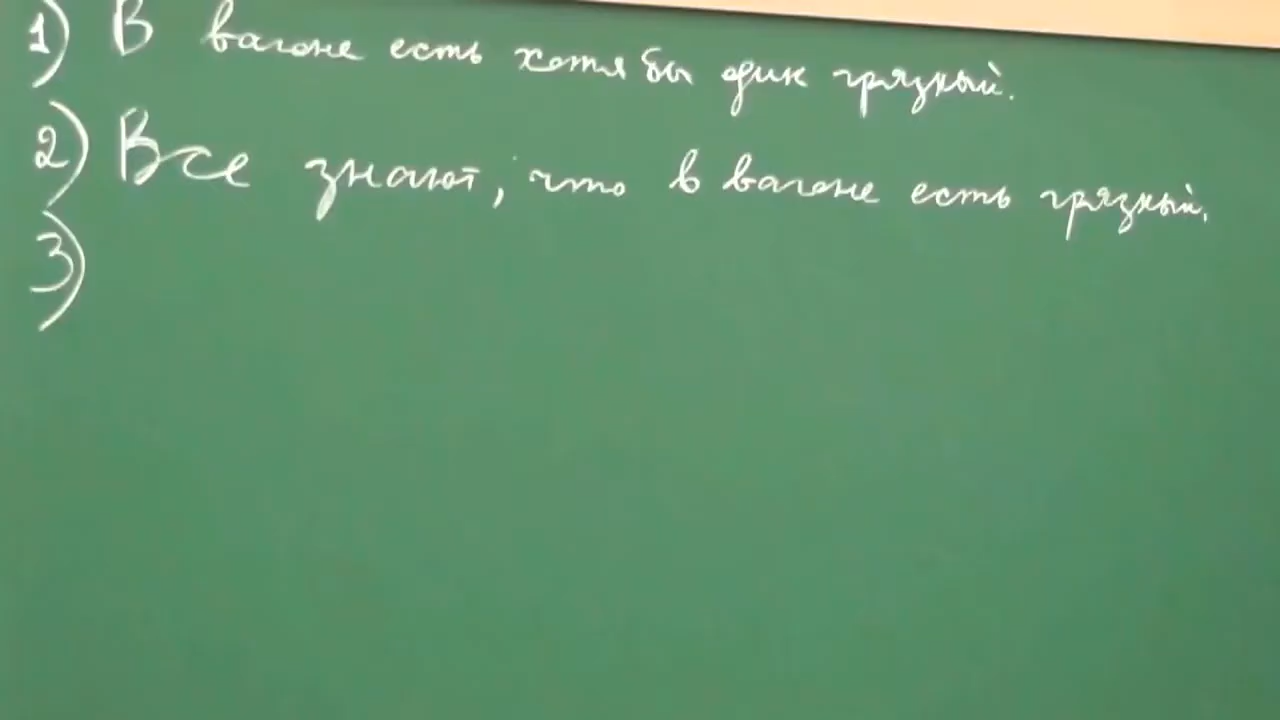 1) В вагоне есть хотя бы один грязный.
2) Все знают, что в вагоне есть грязный.
3)